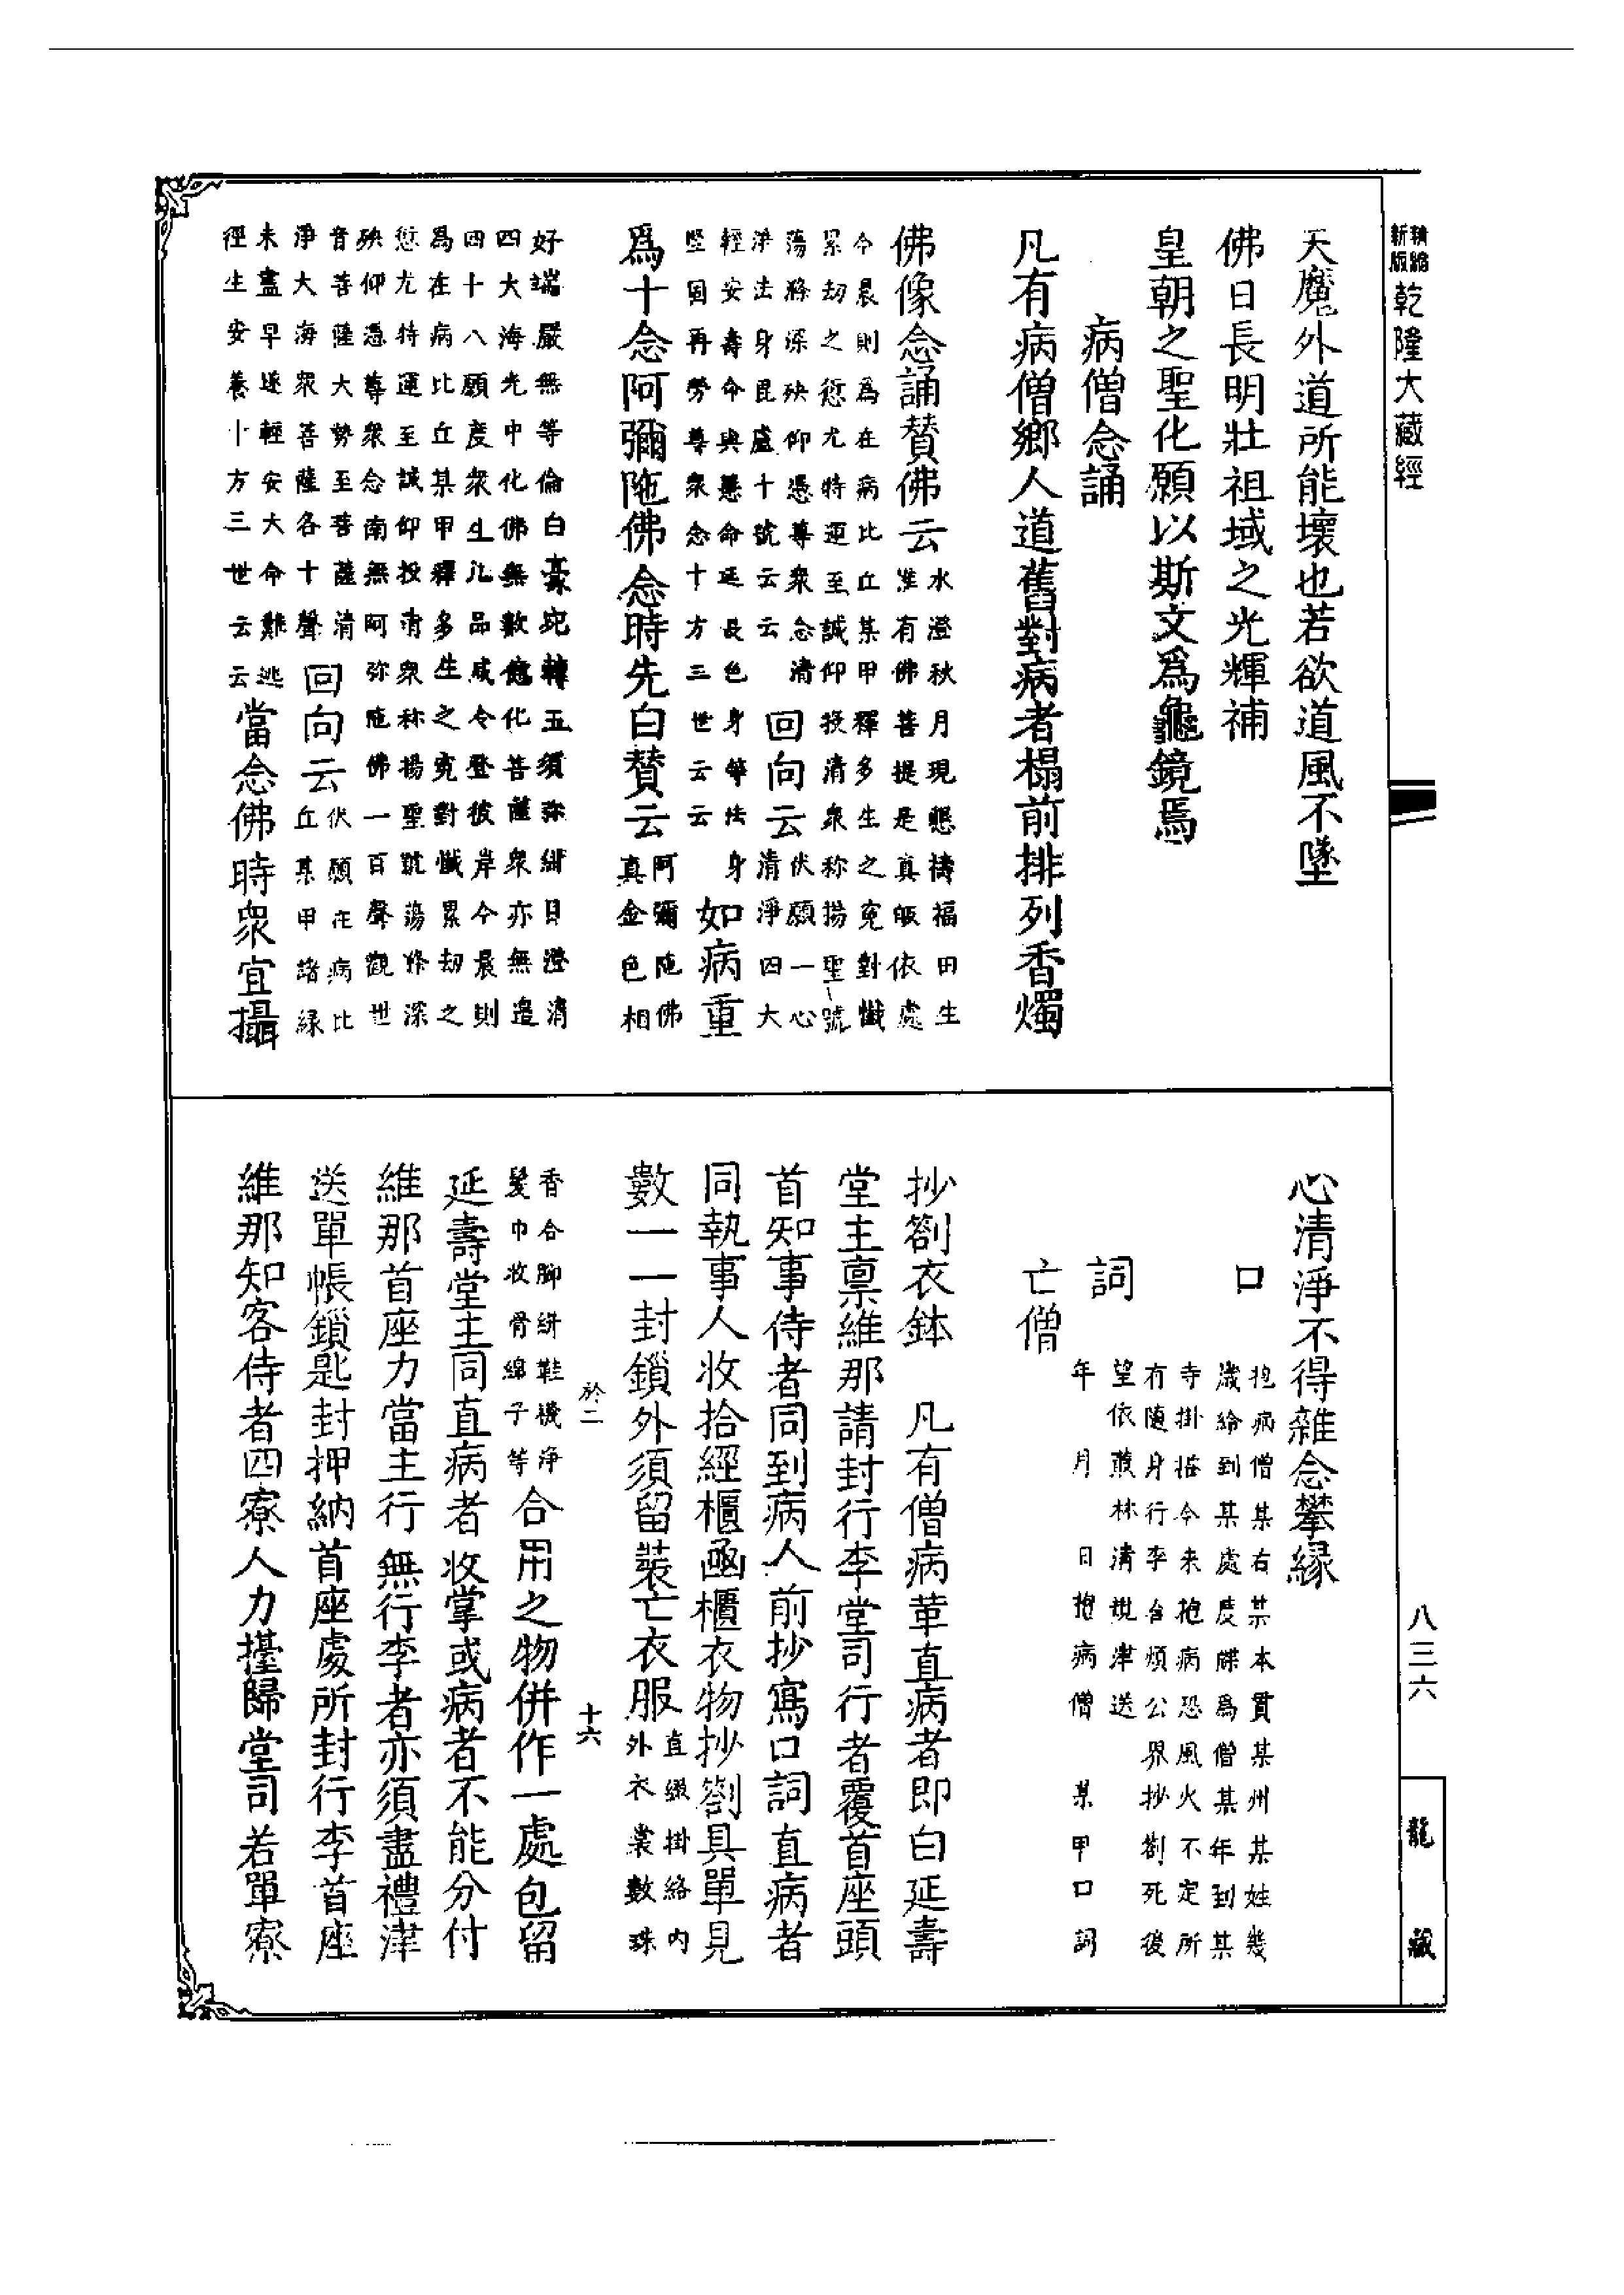 精縮
新版
乾隆大藏經
天魔外道所能壞也若欲道風不墜
佛日長明壯祖域之光輝補
皇朝之聖化願以斯文爲龜鏡焉
病僧念誦
凡有病僧鄉人道舊對病者榻前排列香燭
佛像念誦贊佛云
水澄秋月現懇禱福田生
准有佛菩提是真皈依處
今晨則爲在病比丘某甲釋多生之寃對懺
累劫之愆尤特運至誠仰投清衆称揚聖號
蕩滌深殃仰憑尊衆念清
淨法身毘盧十號云云
回向云
伏願一心
清淨四大
輕安壽命與慧命延長色身等法身
堅固再勞尊衆念十方三世云云
如病重
爲十念阿彌陁佛念時先白贊云
阿彌陁佛
真金色相
好端嚴無等倫白豪宛轉五須弥紺目澄清
四大海光中化佛無數億化菩薩衆亦無邉
四十八願度衆生九品咸令登彼岸今晨則
爲在病比丘某甲釋多生之寃對懺累劫之
愆尤特運至誠仰投清衆称揚聖號蕩滌深
殃仰憑尊衆念南無阿弥陁佛一百聲觀世
音菩薩大勢至菩薩清
淨大海衆菩薩各十聲
回向云
伏願在病比
丘某甲諸緣
未盡早遂輕安大命難逃
徑生安養十方三世云云
當念佛時衆宜攝
心清淨不得雜念攀緣
口
抱病僧某右某本貫某州某姓幾
歲給到某處度牒爲僧某年到某
寺掛搭今来抱病恐風火不定所
有隨身行李合煩公界抄劄死後
望依叢林清規津送
詞
年　月　日抱病僧　某甲口詞
亡僧
抄劄衣鉢　凡有僧病革直病者即白延壽
堂主禀維那請封行李堂司行者覆首座頭
首知事侍者同到病人前抄寫口詞直病者
同執事人收拾經櫃函櫃衣物抄劄具單見
數一一封鎖外須留裝亡衣服
直綴掛絡内
外衣裳數珠
於二
十六
香合脚絣鞋襪淨
髮巾收骨綿子等
合用之物併作一處包留
延壽堂主同直病者收掌或病者不能分付
維那首座力當主行無行李者亦須盡禮津
送單帳鎖匙封押納首座處所封行李首座
維那知客侍者四寮人力擡歸堂司若單寮
八三六
龍藏